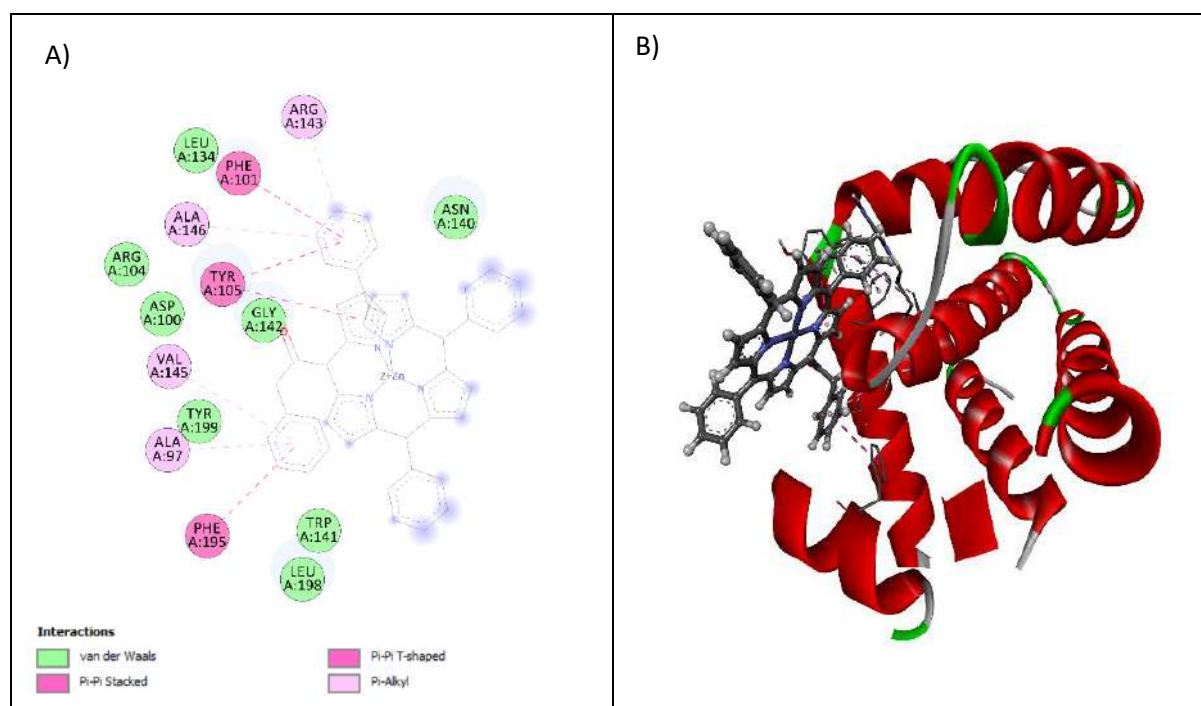 A)
B)
ARG
A:143
LEU
A:134
PHE
A:101
ASN
A:140
ALA
A:146
ARG
A:104
TYR
A:105
ASP
A:100
GLY
A:142
VAL
A:145
TYR
A:199
ALA
A:97
PHE
A:195
TRP
A:141
LEU
A:198
O
N
N
N
N
Interactions
van der Waals
Pi-Pi Stacked
Pi-Pi T-shaped
Pi-Alkyl